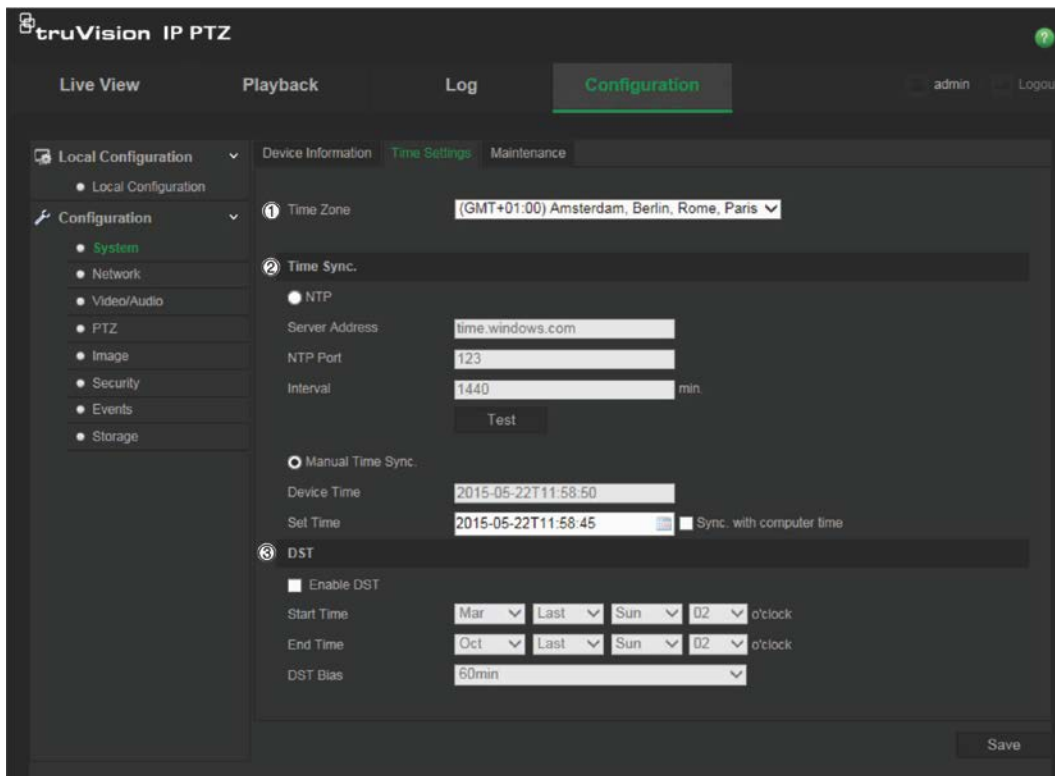 truVision IP PTZ
?
Live View Playback Log Configuration admin Logou
Local Configuration
Local Configuration
Configuration
System
Network
Video/Audio
PTZ
Image
Security
Events
Storage
Device Information Time Settings Maintenance
① Time Zone (GMT+01:00) Amsterdam, Berlin, Rome, Paris
② Time Sync.
NTP
Server Address time.windows.com
NTP Port 123
Interval 1440 min.
Test
Manual Time Sync.
Device Time 2015-05-22T11:58:50
Set Time 2015-05-22T11:58:45 Sync. with computer time
③ DST
Enable DST
Start Time Mar Last Sun 02 o'clock
End Time Oct Last Sun 02 o'clock
DST Bias 60min
Save